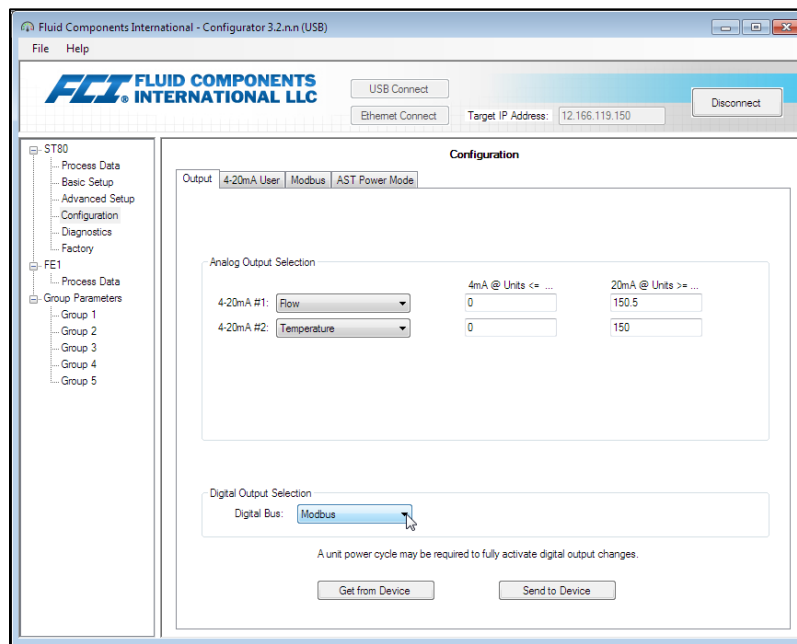 Fluid Components International - Configurator 3.2.n.n (USB)
File Help
FCI® FLUID COMPONENTS
INTERNATIONAL LLC
USB Connect
Ethernet Connect
Target IP Address: 12.166.119.150
Disconnect
ST80
Process Data
Basic Setup
Advanced Setup
Configuration
Diagnostics
Factory
FE1
Process Data
Group Parameters
Group 1
Group 2
Group 3
Group 4
Group 5
Configuration
Output 4-20mA User Modbus AST Power Mode
Analog Output Selection
4mA @ Units <= ... 20mA @ Units >= ...
4-20mA #1: Flow 0 150.5
4-20mA #2: Temperature 0 150
Digital Output Selection
Digital Bus: Modbus
A unit power cycle may be required to fully activate digital output changes.
Get from Device Send to Device